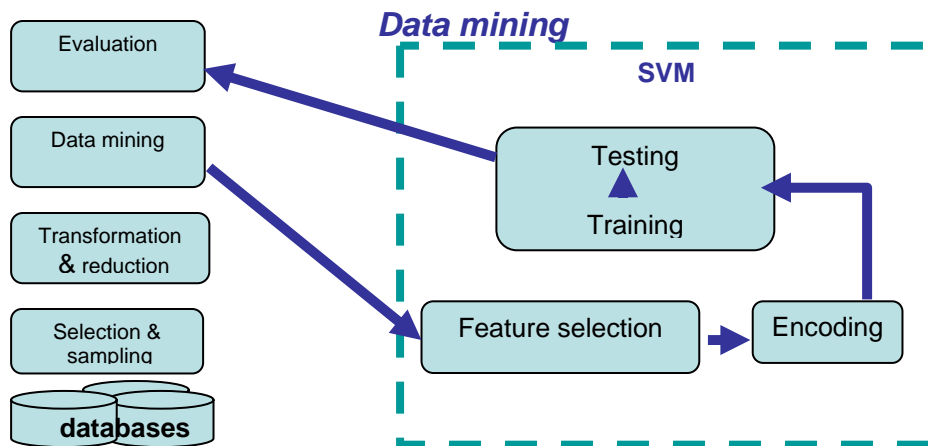 Data mining
Evaluation
Data mining
Transformation
& reduction
Selection &
sampling
databases
SVM
Testing
Training
Feature selection
Encoding